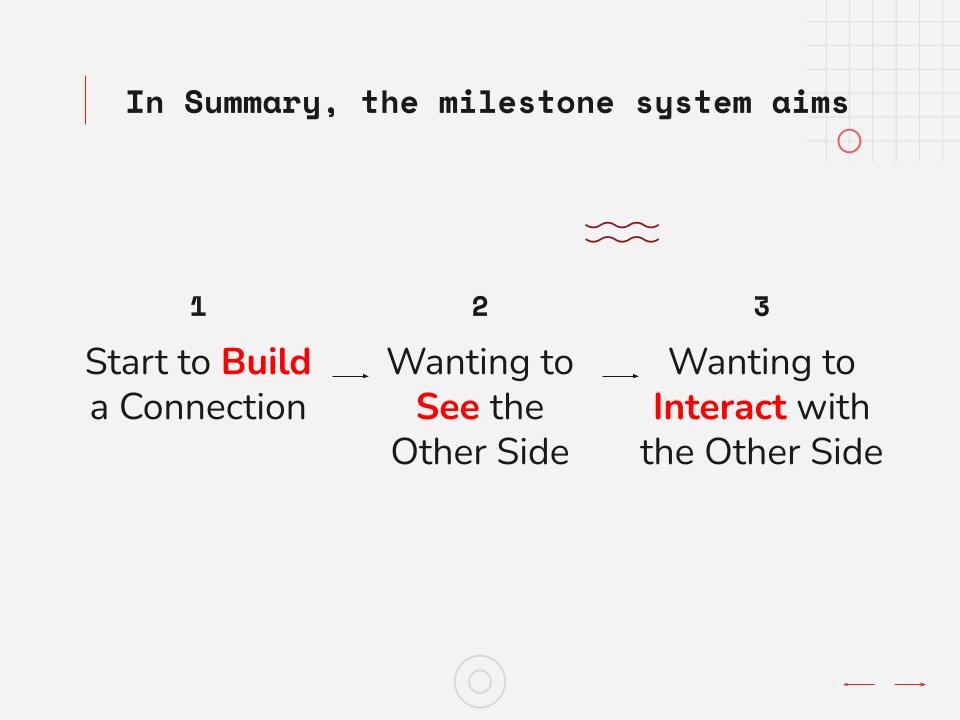 In Summary, the milestone system aims
1
Start to Build
a Connection
2
Wanting to
See the
Other Side
3
Wanting to
Interact with
the Other Side